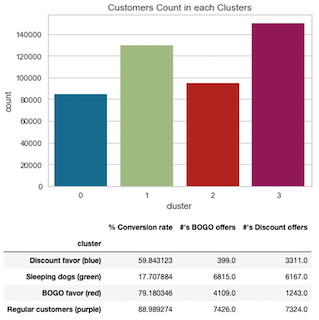 Customers Count in each Clusters
140000
120000
100000
80000
60000
40000
20000
0
count
0 1 2 3
cluster
% Conversion rate #'s BOGO offers #'s Discount offers
cluster
Discount favor (blue) 59.843123 399.0 3311.0
Sleeping dogs (green) 17.707884 6815.0 6167.0
BOGO favor (red) 79.180346 4109.0 1243.0
Regular customers (purple) 88.989274 7426.0 7324.0